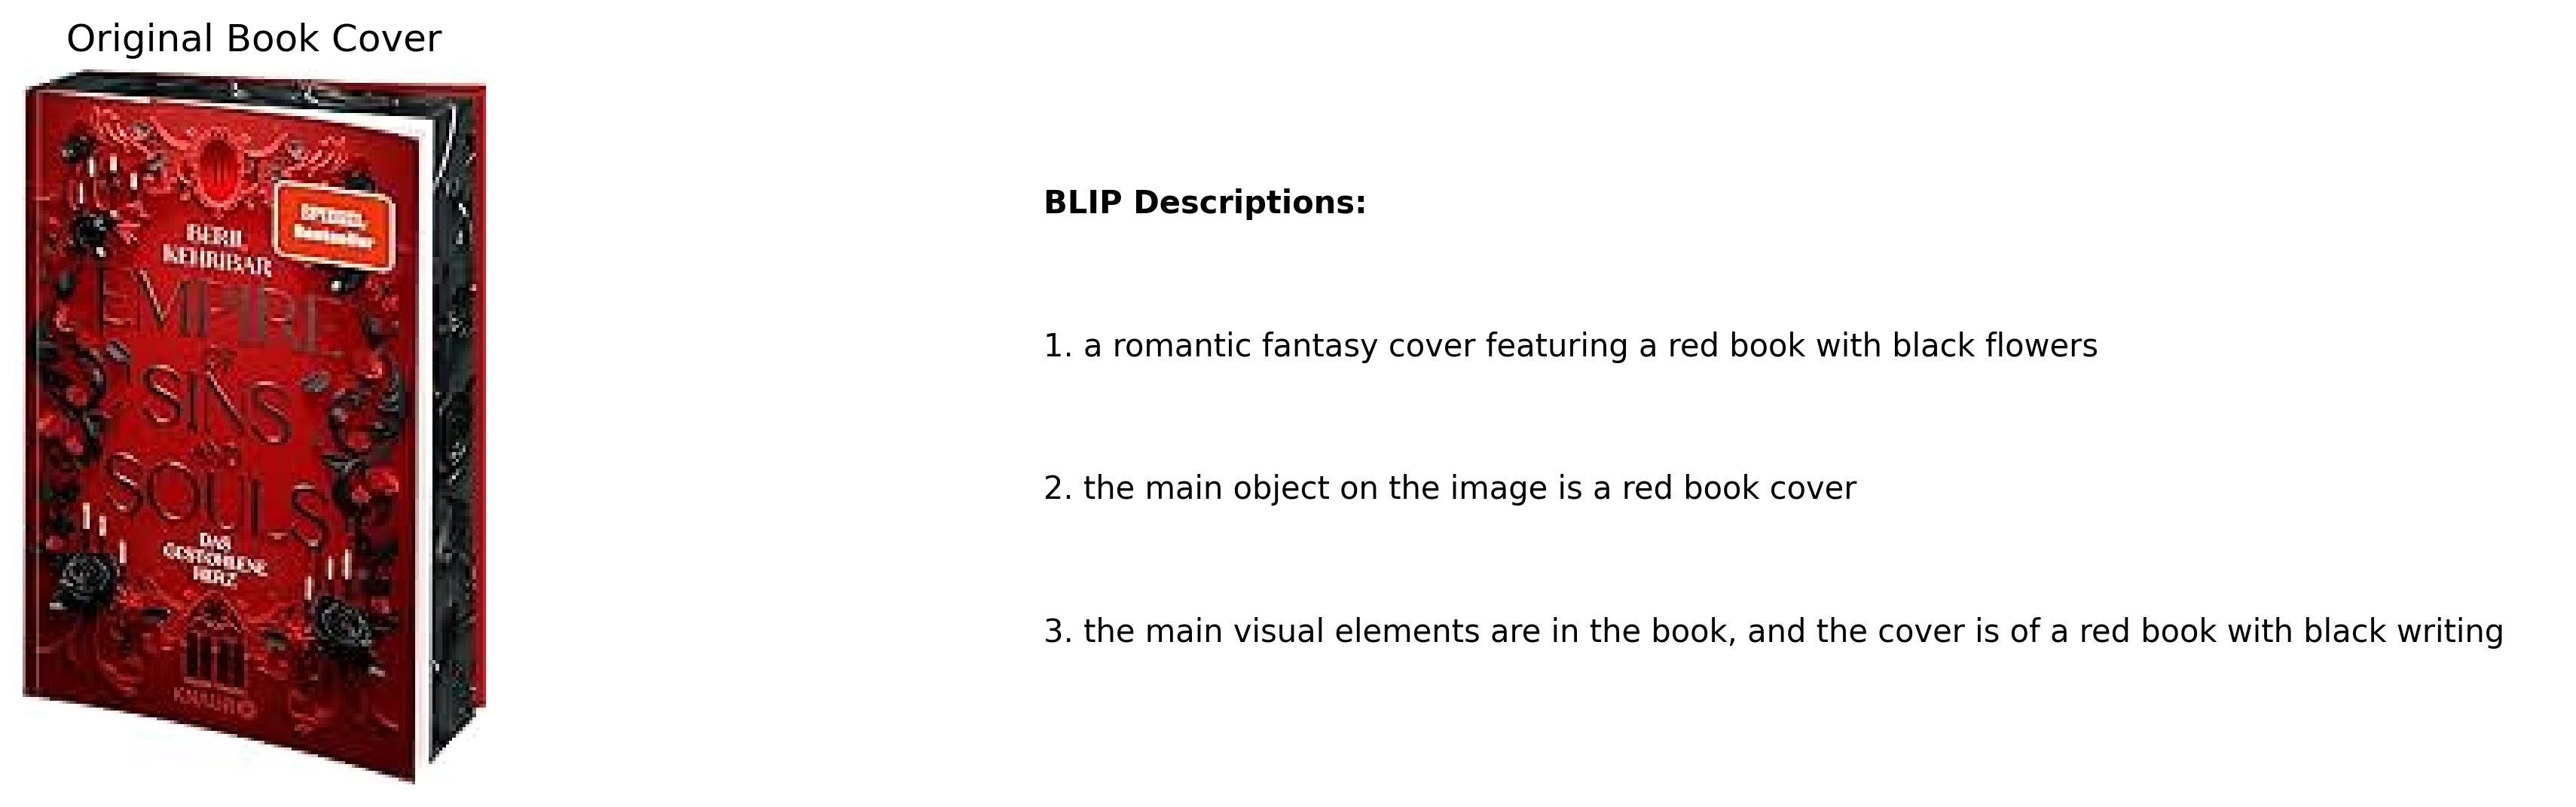 Original Book Cover
SPIEGEL
Bestseller
BERIL
KEHRIBAR
EMPIRE
OF
SINS
AND
SOULS
DAS
GESTOHLENE
HERZ
KNAUR
BLIP Descriptions:
1. a romantic fantasy cover featuring a red book with black flowers
2. the main object on the image is a red book cover
3. the main visual elements are in the book, and the cover is of a red book with black writing